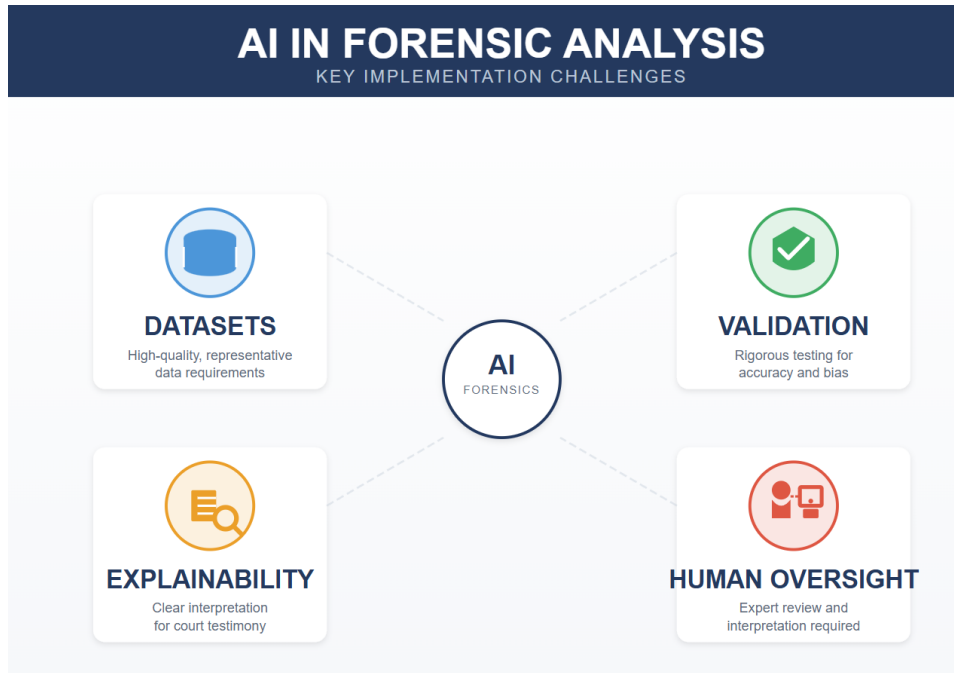 AI IN FORENSIC ANALYSIS
KEY IMPLEMENTATION CHALLENGES
DATASETS
High-quality, representative
data requirements
VALIDATION
Rigorous testing for
accuracy and bias
AI
FORENSICS
EXPLAINABILITY
Clear interpretation
for court testimony
HUMAN OVERSIGHT
Expert review and
interpretation required